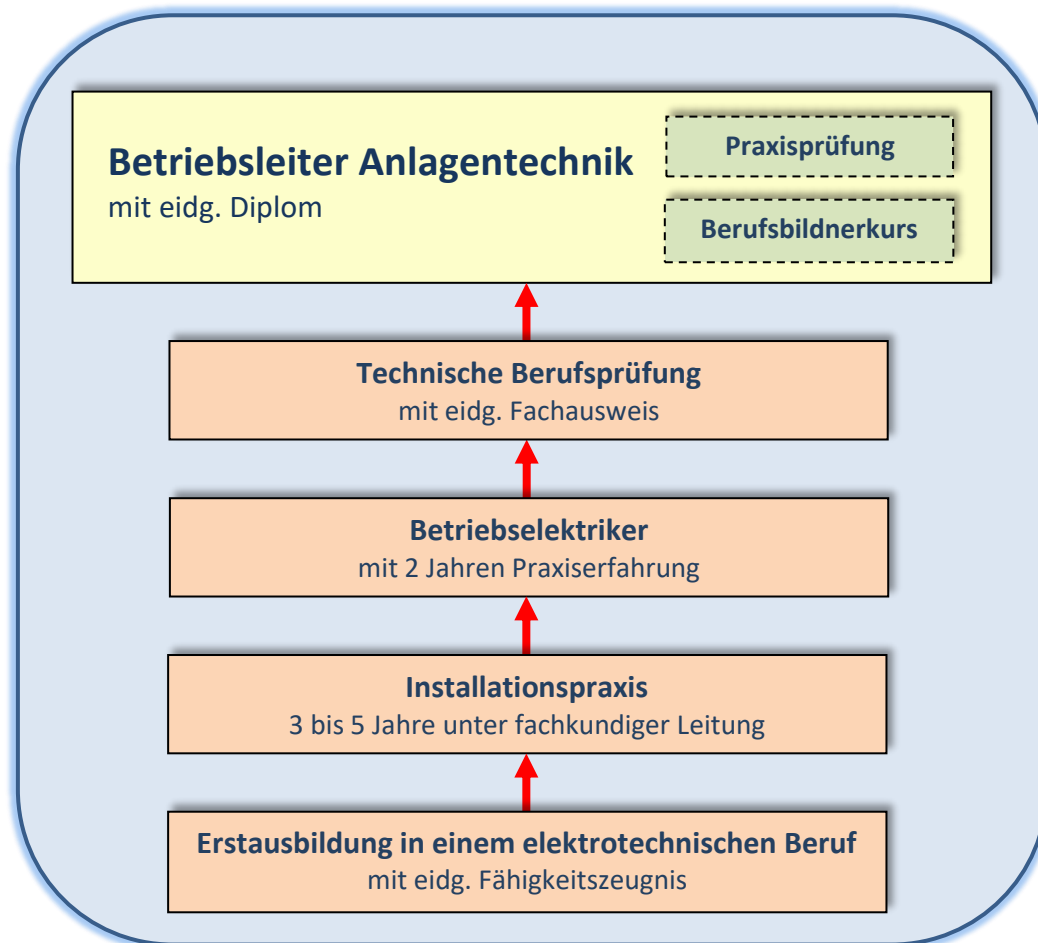 Betriebsleiter Anlagentechnik
mit eidg. Diplom
Praxisprüfung
Berufsbildnerkurs
Technische Berufsprüfung
mit eidg. Fachausweis
Betriebselektriker
mit 2 Jahren Praxiserfahrung
Installationspraxis
3 bis 5 Jahre unter fachkundiger Leitung
Erstausbildung in einem elektrotechnischen Beruf
mit eidg. Fähigkeitszeugnis